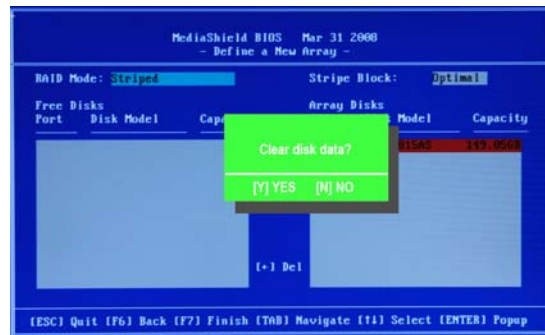 MediaShield BIOS Mar 31 2008
- Define a New Array -
RAID Mode: Striped Stripe Block: Optimal
Free Disks Array Disks
Port Disk Model Capa Model Capacity
815AS 149.05GB
Clear disk data?
[Y] YES [N] NO
[←] Del
[ESC] Quit [F6] Back [F7] Finish [TAB] Navigate [↑↓] Select [ENTER] Popup